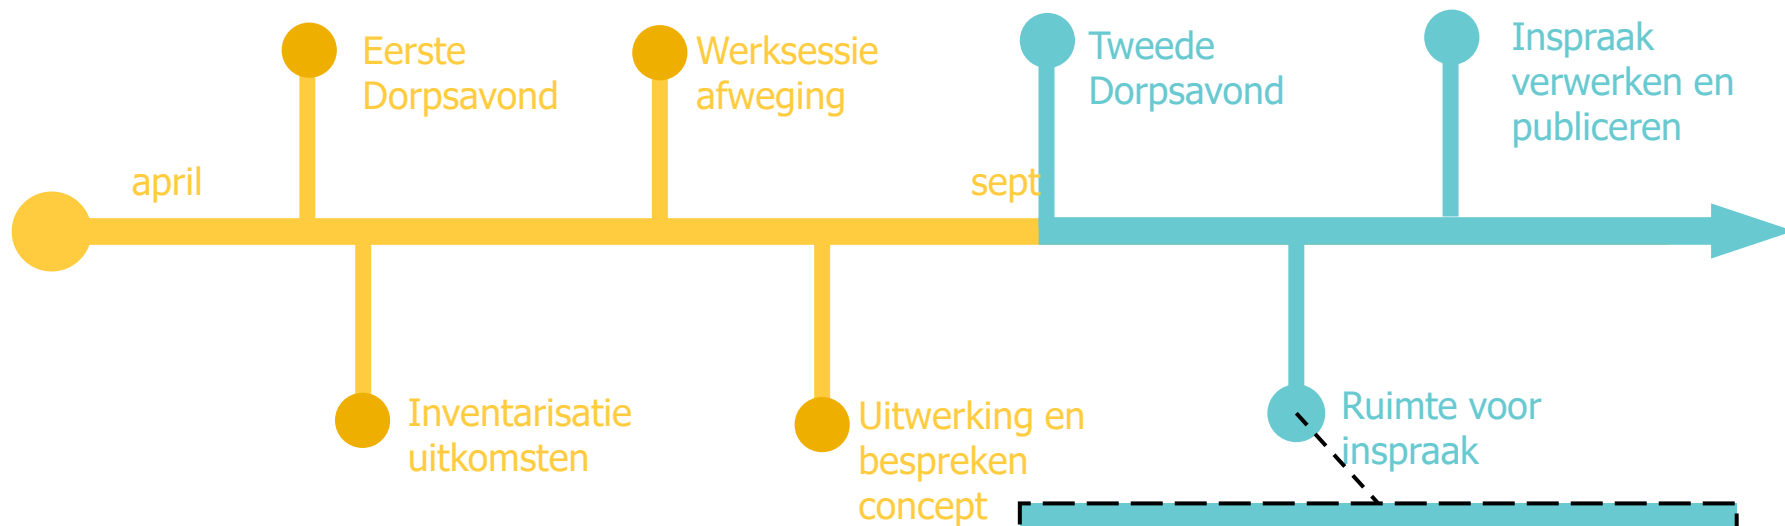 Eerste
Dorpsavond
Werksessie
afweging
Tweede
Dorpsavond
Inspraak
verwerken en
publiceren
april
sept
Inventarisatie
uitkomsten
Uitwerking en
bespreken
concept
Ruimte voor
inspraak